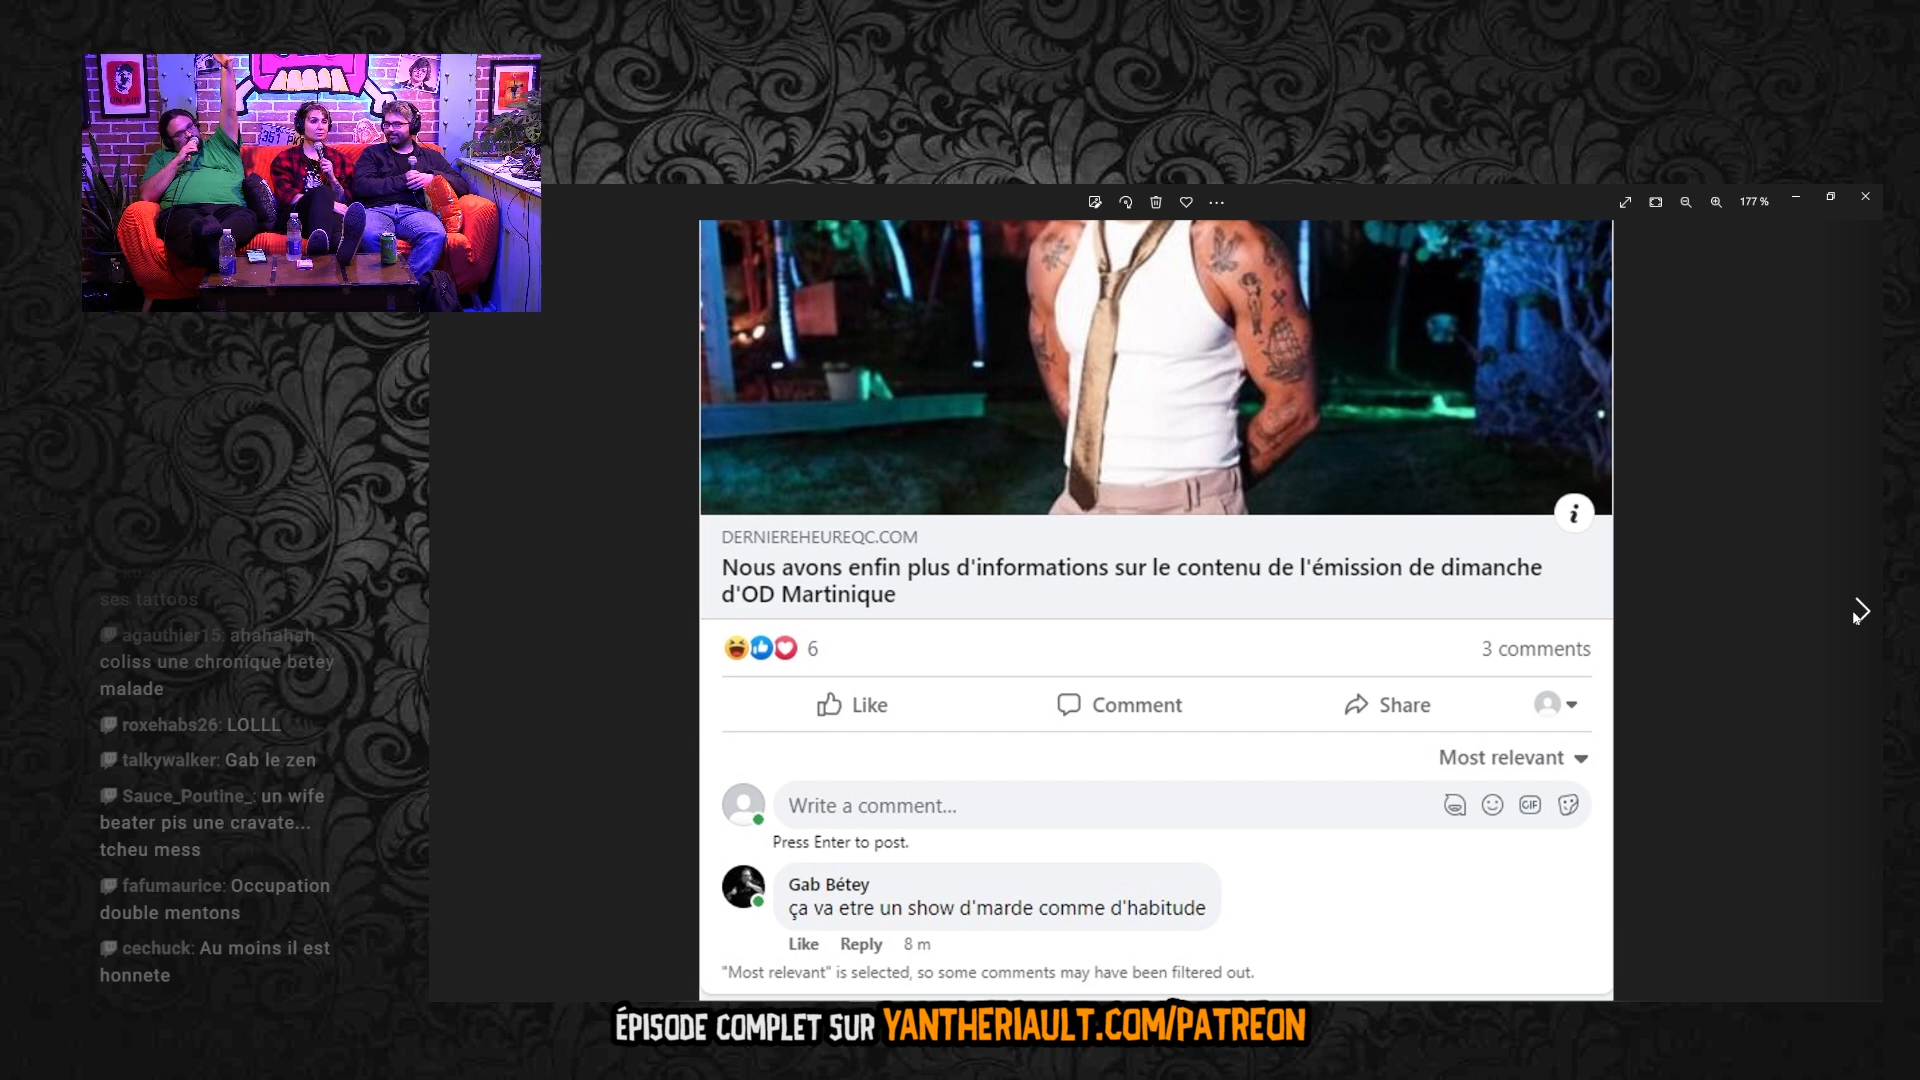 177 %
DERNIEREHEUREQC.COM
Nous avons enfin plus d'informations sur le contenu de l'émission de dimanche
d'OD Martinique
6
3 comments
Like
Comment
Share
Most relevant
Write a comment...
GIF
Press Enter to post.
Gab Bétey
ça va etre un show d'marde comme d'habitude
Like Reply 8 m
"Most relevant" is selected, so some comments may have been filtered out.
ses tattoos
agauthier15: ahahahah
coliss une chronique betey
malade
roxehabs26: LOLLL
talkywalker: Gab le zen
Sauce_Poutine_: un wife
beater pis une cravate...
tcheu mess
fafumaurice: Occupation
double mentons
cechuck: Au moins il est
honnete
ÉPISODE COMPLET SUR YANTHERIAULT.COM/PATREON